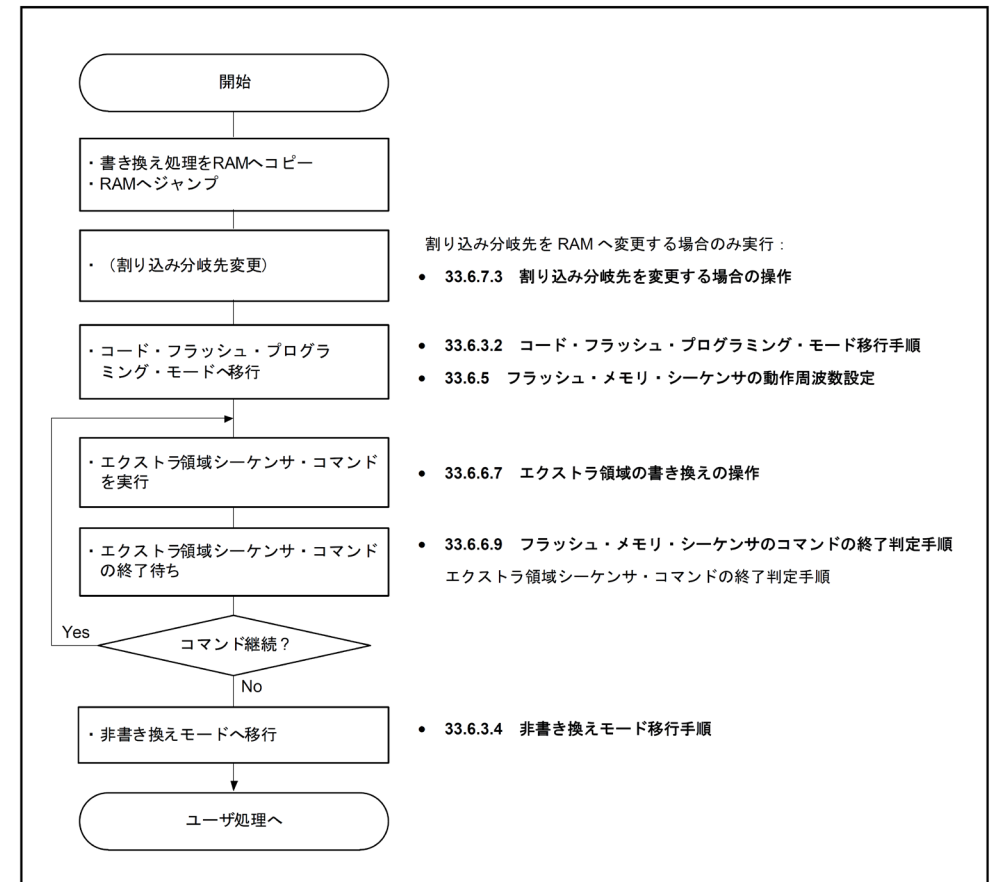 開始
・書き換え処理をRAMへコピー
・RAMへジャンプ
・（割り込み分岐先変更）
割り込み分岐先を RAM へ変更する場合のみ実行：
• 33.6.7.3 割り込み分岐先を変更する場合の操作
・コード・フラッシュ・プログラ
ミング・モードへ移行
• 33.6.3.2 コード・フラッシュ・プログラミング・モード移行手順
• 33.6.5 フラッシュ・メモリ・シーケンサの動作周波数設定
・エクストラ領域シーケンサ・コマンド
を実行
• 33.6.6.7 エクストラ領域の書き換えの操作
・エクストラ領域シーケンサ・コマンド
の終了待ち
• 33.6.6.9 フラッシュ・メモリ・シーケンサのコマンドの終了判定手順
エクストラ領域シーケンサ・コマンドの終了判定手順
Yes
コマンド継続？
No
・非書き換えモードへ移行
• 33.6.3.4 非書き換えモード移行手順
ユーザ処理へ